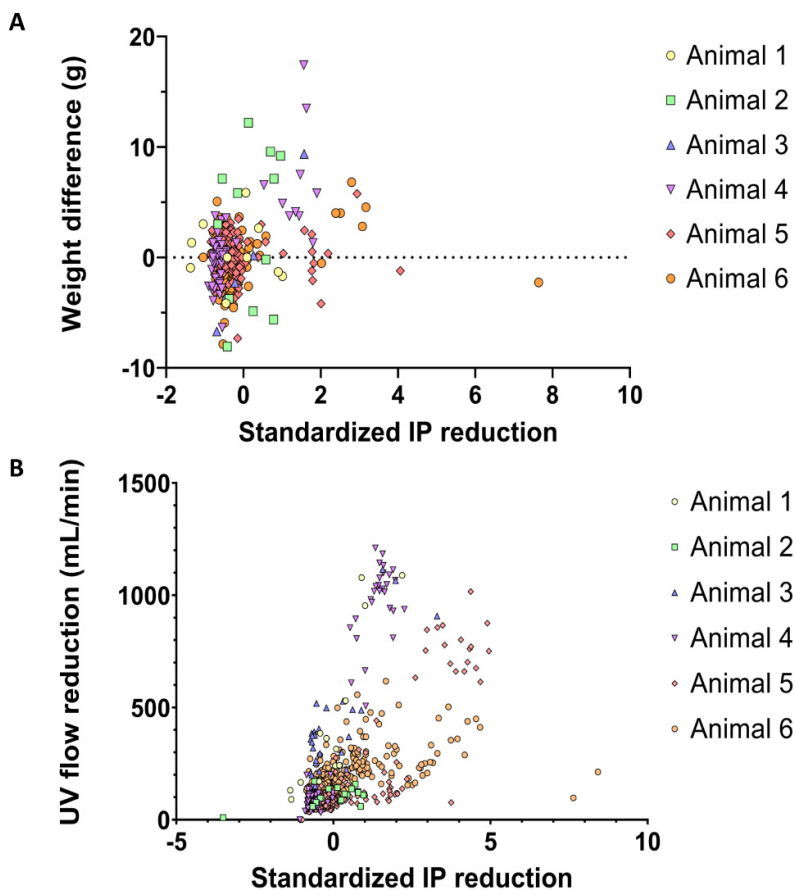 A
Weight difference (g)
20
10
0
-10
-2 0 2 4 6 8 10
Standardized IP reduction
Animal 1
Animal 2
Animal 3
Animal 4
Animal 5
Animal 6
B
UV flow reduction (mL/min)
1500
1000
500
0
-5 0 5 10
Standardized IP reduction
Animal 1
Animal 2
Animal 3
Animal 4
Animal 5
Animal 6